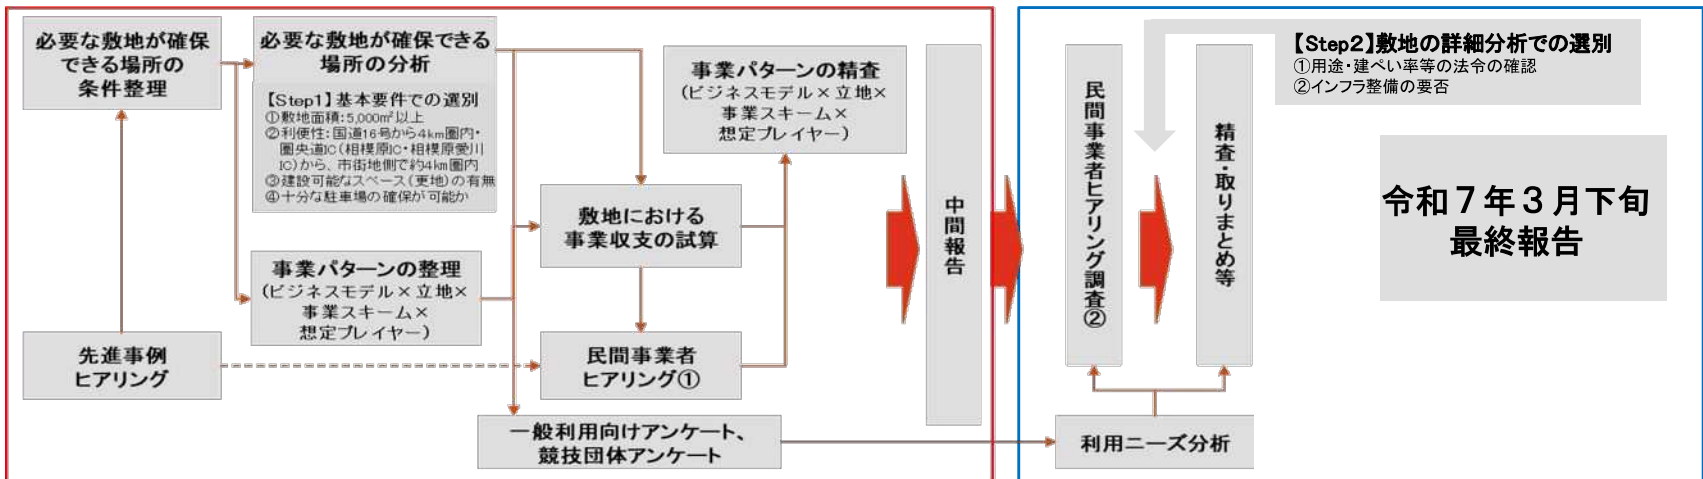 必要な敷地が確保
できる場所の
条件整理
必要な敷地が確保できる
場所の分析
【Step1】基本要件での選別
①敷地面積:5,000㎡以上
②利便性:国道16号から4km圏内・
圏央道IC(相模原IC・相模原愛川
IC)から、市街地側で約4km圏内
③建設可能なスペース(更地)の有無
④十分な駐車場の確保が可能か
事業パターンの整理
(ビジネスモデル×立地×
事業スキーム×
想定プレイヤー)
先進事例
ヒアリング
事業パターンの精査
(ビジネスモデル×立地×
事業スキーム×
想定プレイヤー)
敷地における
事業収支の試算
民間事業者
ヒアリング①
一般利用向けアンケート、
競技団体アンケート
中間報告
民間事業者ヒアリング調査②
精査・取りまとめ等
利用ニーズ分析
【Step2】敷地の詳細分析での選別
①用途・建ぺい率等の法令の確認
②インフラ整備の要否
令和7年3月下旬
最終報告